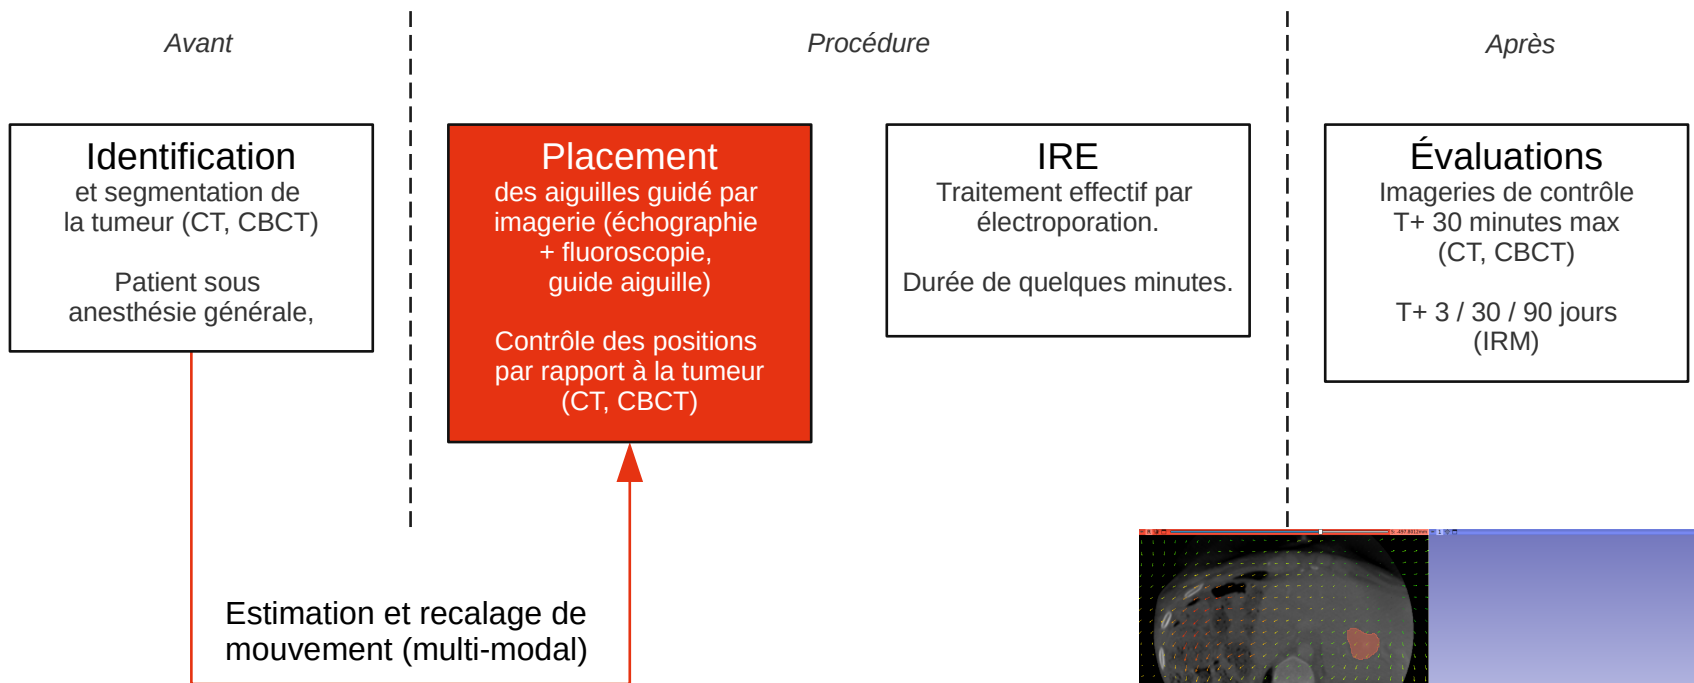 Avant
Procédure
Après
Identification
et segmentation de
la tumeur (CT, CBCT)
Patient sous
anesthésie générale,
Placement
des aiguilles guidé par
imagerie (échographie
+ fluoroscopie,
guide aiguille)
Contrôle des positions
par rapport à la tumeur
(CT, CBCT)
IRE
Traitement effectif par
électroporation.
Durée de quelques minutes.
Évaluations
Imageries de contrôle
T+ 30 minutes max
(CT, CBCT)
T+ 3 / 30 / 90 jours
(IRM)
Estimation et recalage de
mouvement (multi-modal)